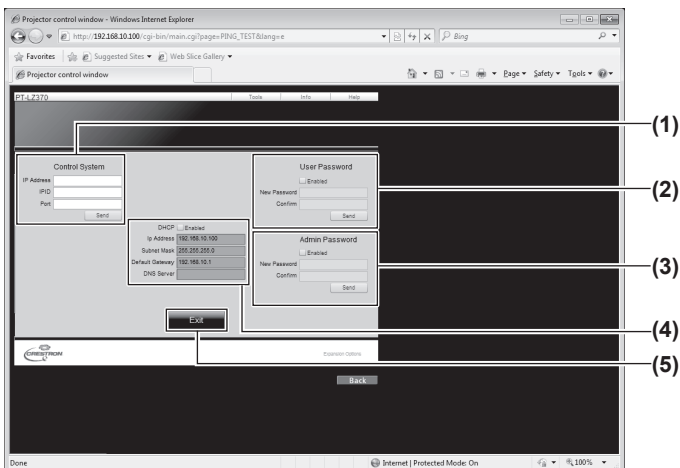 Projector control window - Windows Internet Explorer
http://192.168.10.100/cgi-bin/main.cgi?page=PING_TEST&lang=e
Bing
Favorites Suggested Sites Web Slice Gallery
Projector control window
Page Safety Tools
PT-LZ370 Tools Info Help
(1)
Control System
IP Address
IPID
Port
Send
User Password
Enabled
New Password
Confirm
Send
(2)
DHCP Enabled
Ip Address 192.168.10.100
Subnet Mask 255.255.255.0
Default Gateway 192.168.10.1
DNS Server
Admin Password
Enabled
New Password
Confirm
Send
(3)
(4)
Exit
(5)
CRESTRON
Expansion Options
Back
Done
Internet | Protected Mode: On
100%